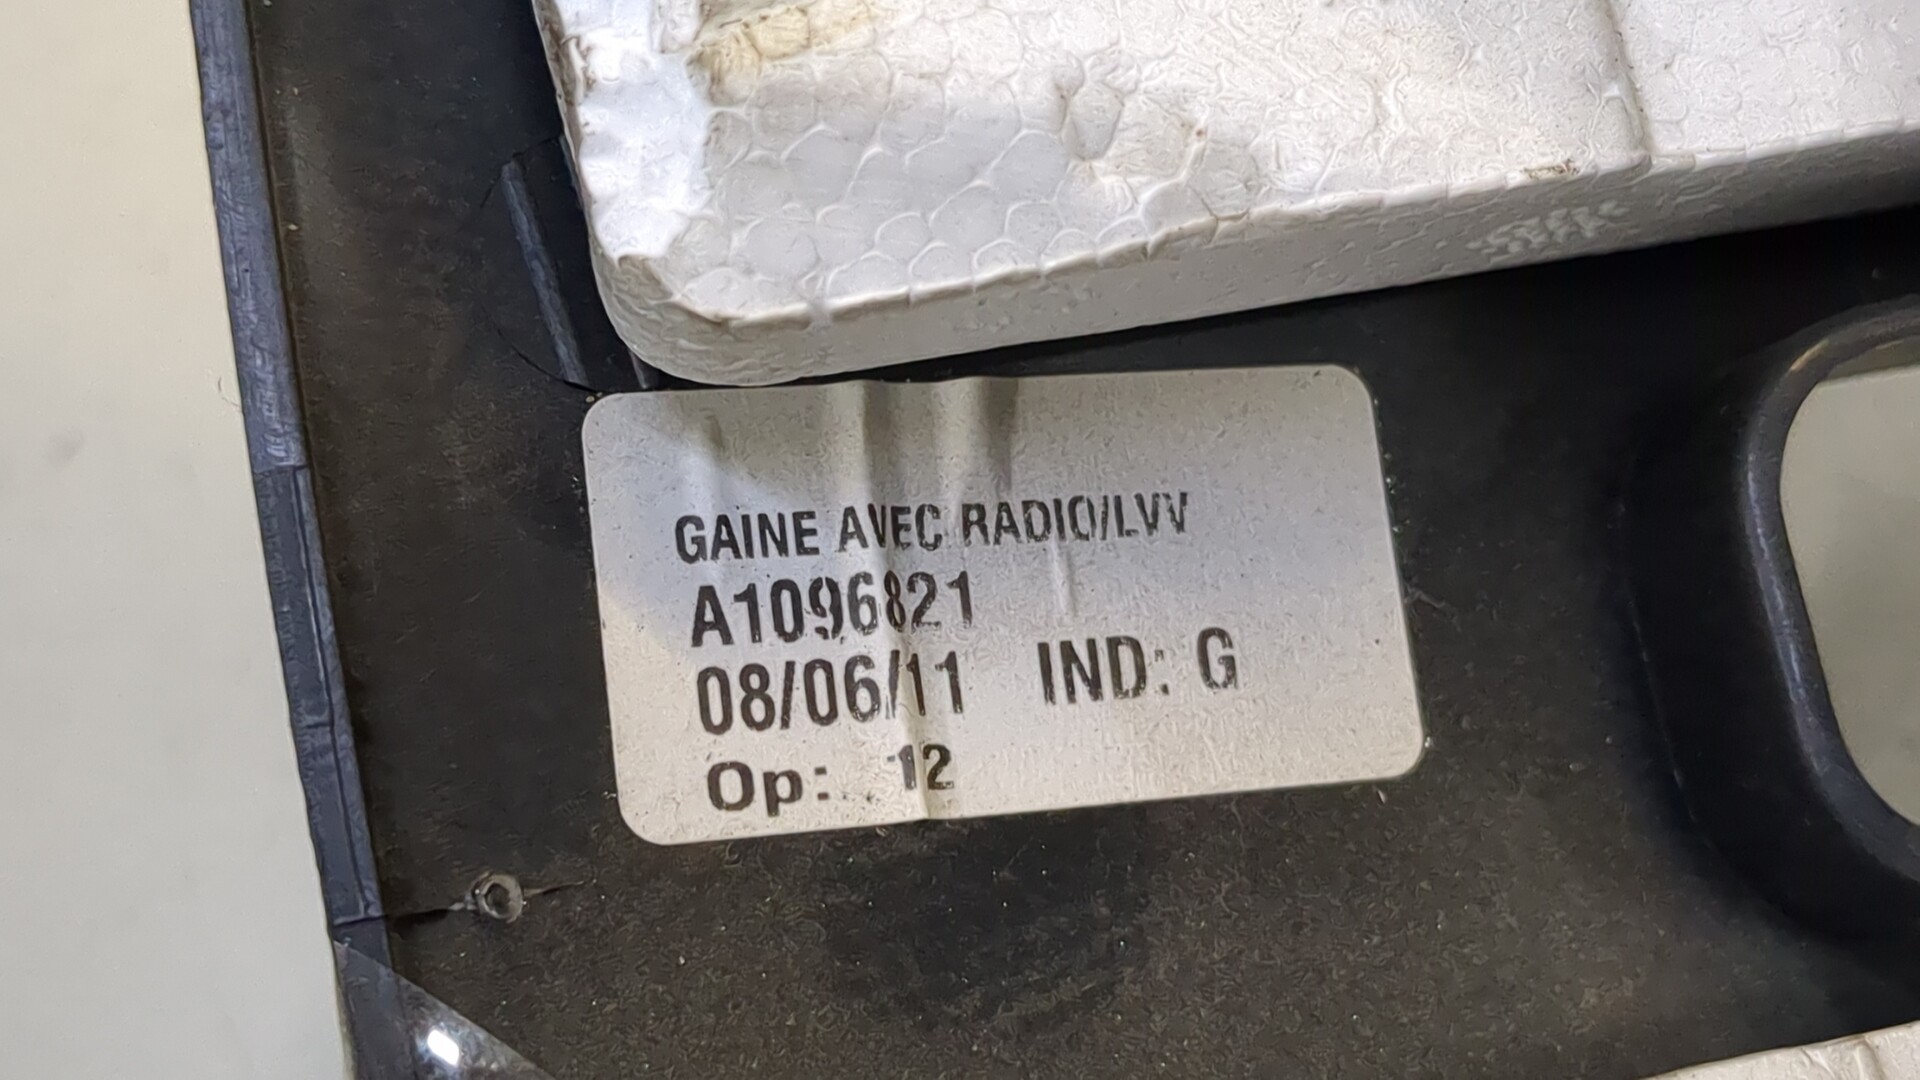 GAINE AVEC RADIO/LVV
A1096821
08/06/11 IND: G
Op: 12